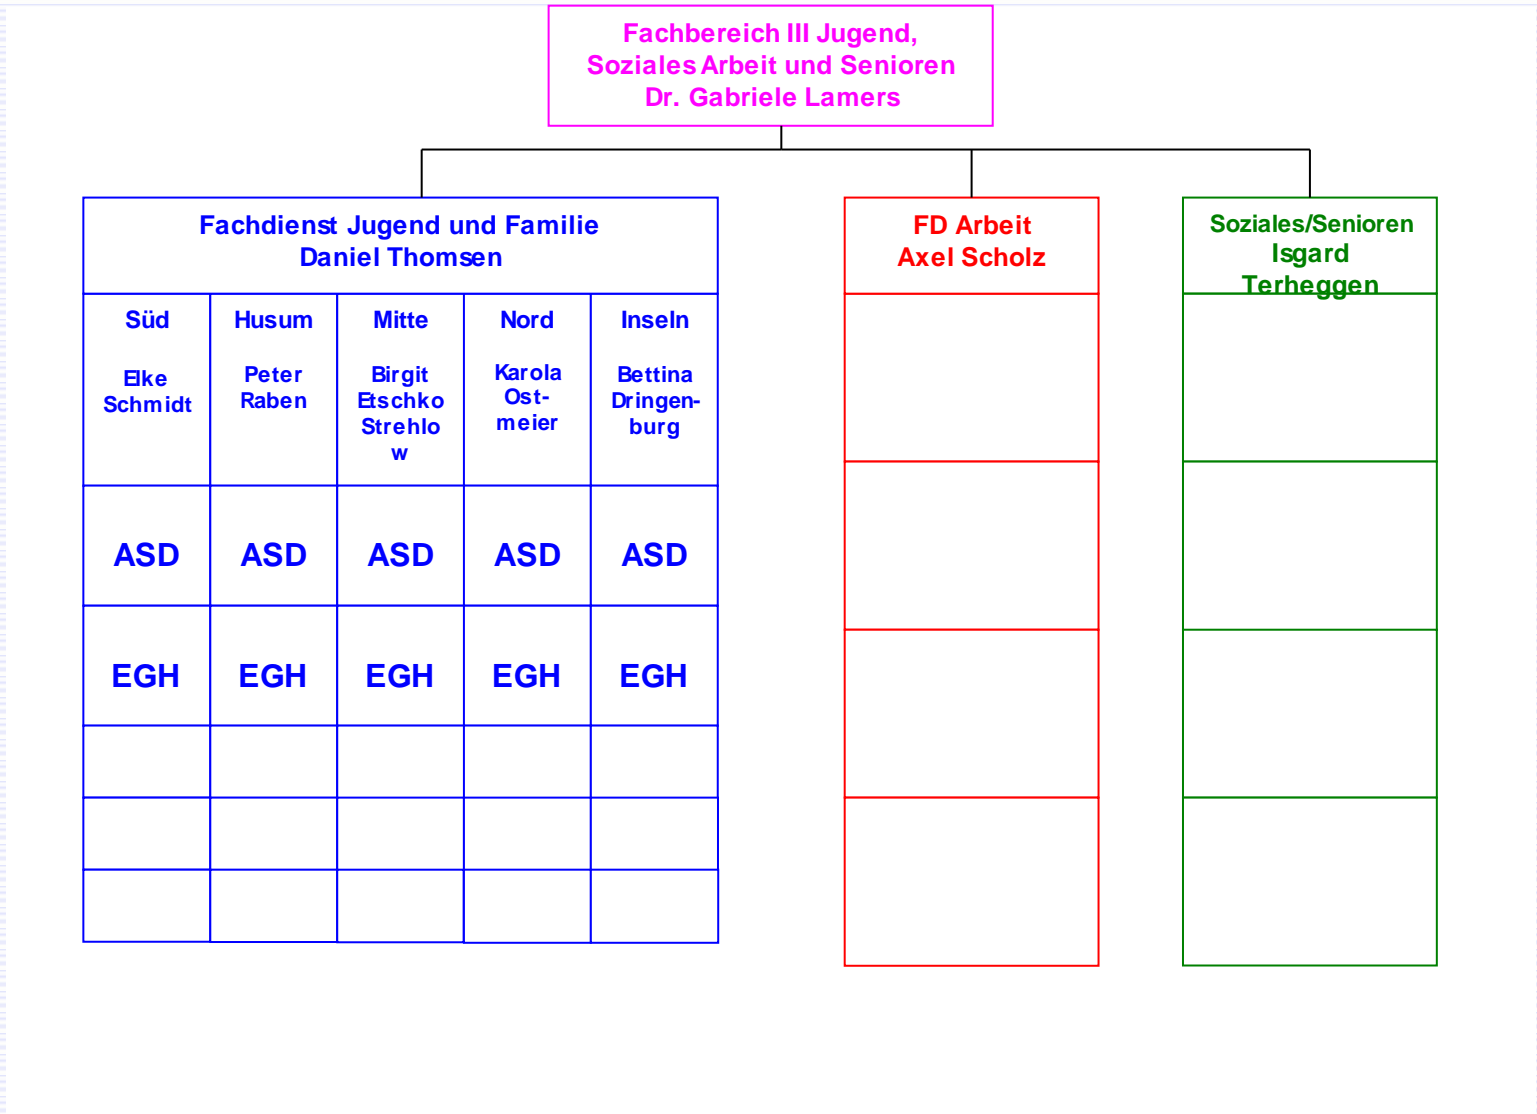 Fachbereich III Jugend,
Soziales Arbeit und Senioren
Dr. Gabriele Lamers
Fachdienst Jugend und Familie
Daniel Thomsen
Süd
Elke
Schmidt
ASD
EGH
Husum
Peter
Raben
ASD
EGH
Mitte
Birgit
Etschko
Strehlo
w
ASD
EGH
Nord
Karola
Ost-
meier
ASD
EGH
Inseln
Bettina
Dringen-
burg
ASD
EGH
FD Arbeit
Axel Scholz
Soziales/Senioren
Isgard
Terheggen